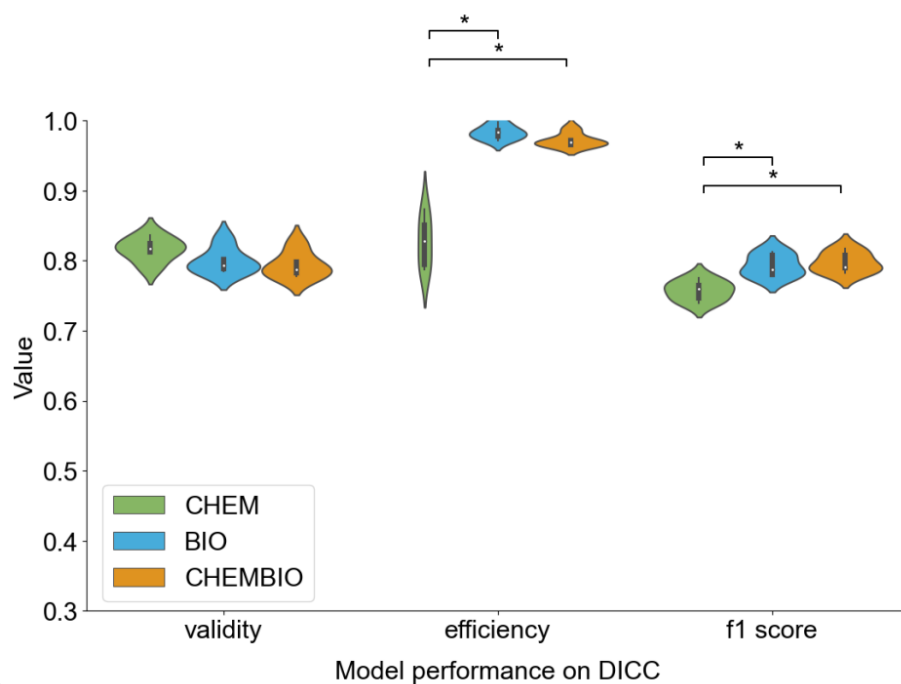 *
*
1.0
*
0.9
*
0.8
0.7
Value
0.6
0.5
CHEM
BIO
0.4
CHEMBIO
0.3
validity efficiency f1 score
Model performance on DICC